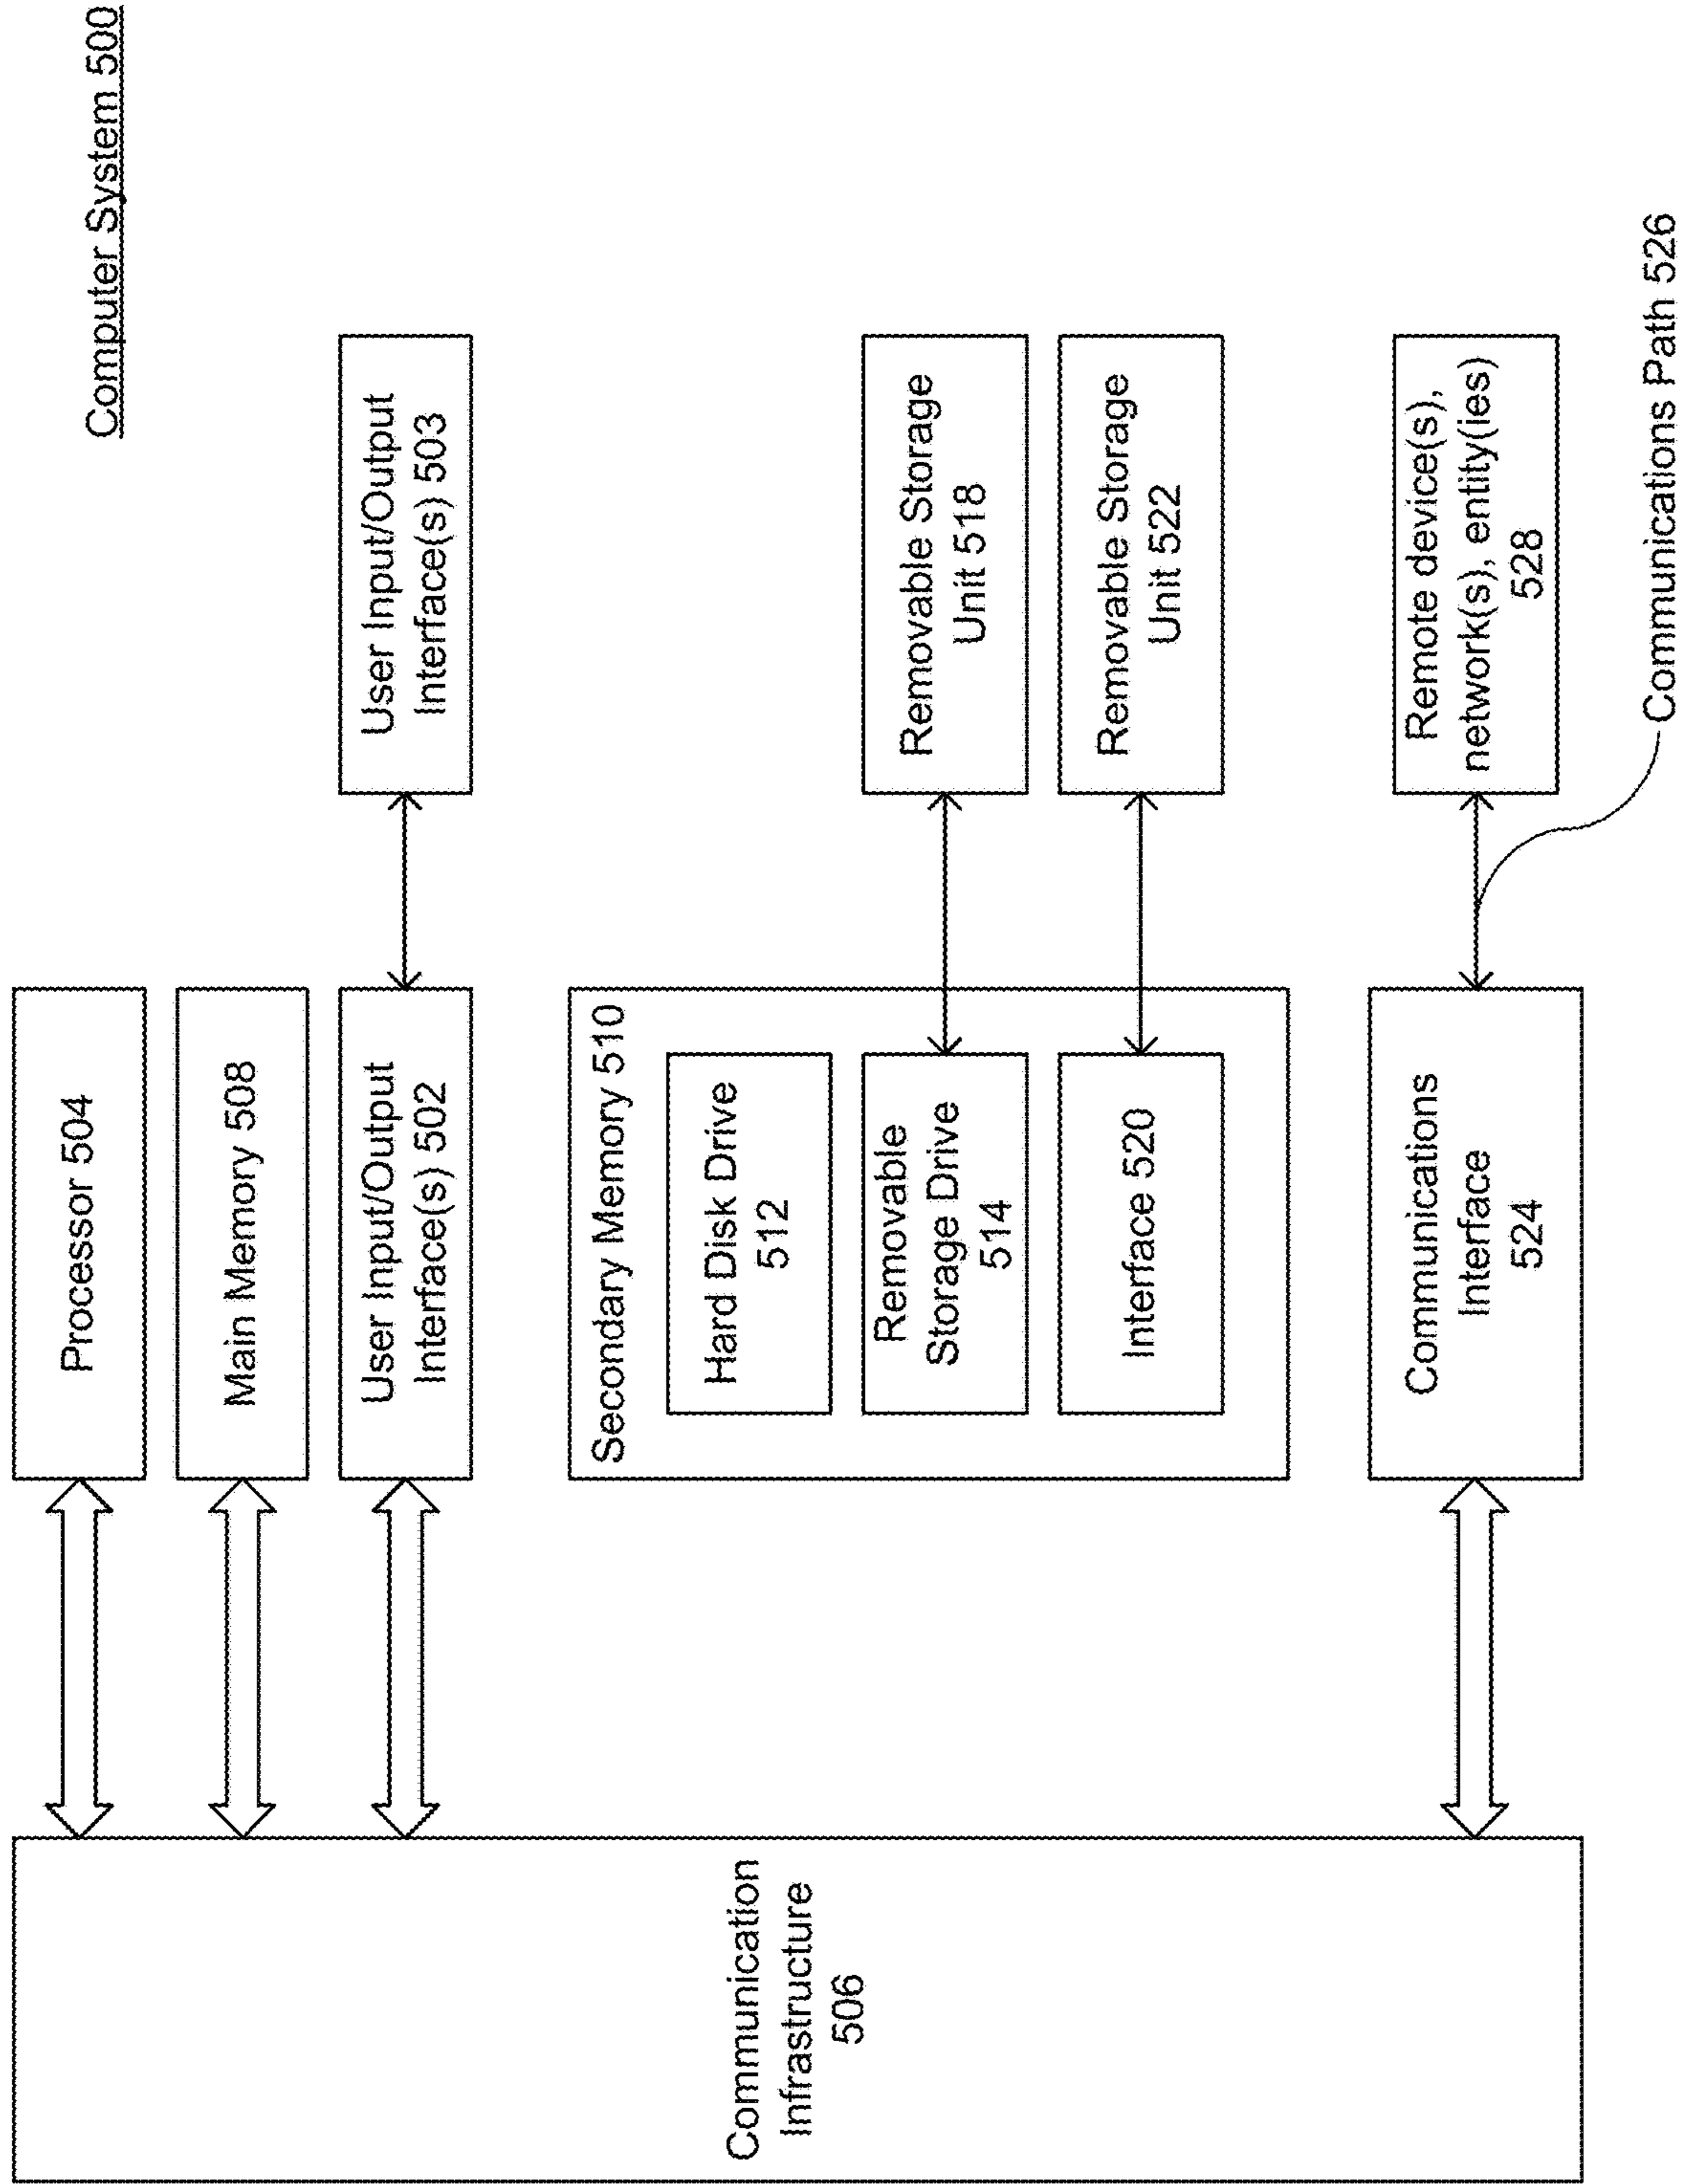 Computer System 500
Processor 504
Main Memory 508
User Input/Output
Interface(s) 502
User Input/Output
Interface(s) 503
Secondary Memory 510
Hard Disk Drive
512
Removable
Storage Drive
514
Removable Storage
Unit 518
Interface 520
Removable Storage
Unit 522
Communications
Interface
524
Remote device(s),
network(s), entity(ies)
528
Communications Path 526
Communication
Infrastructure
506